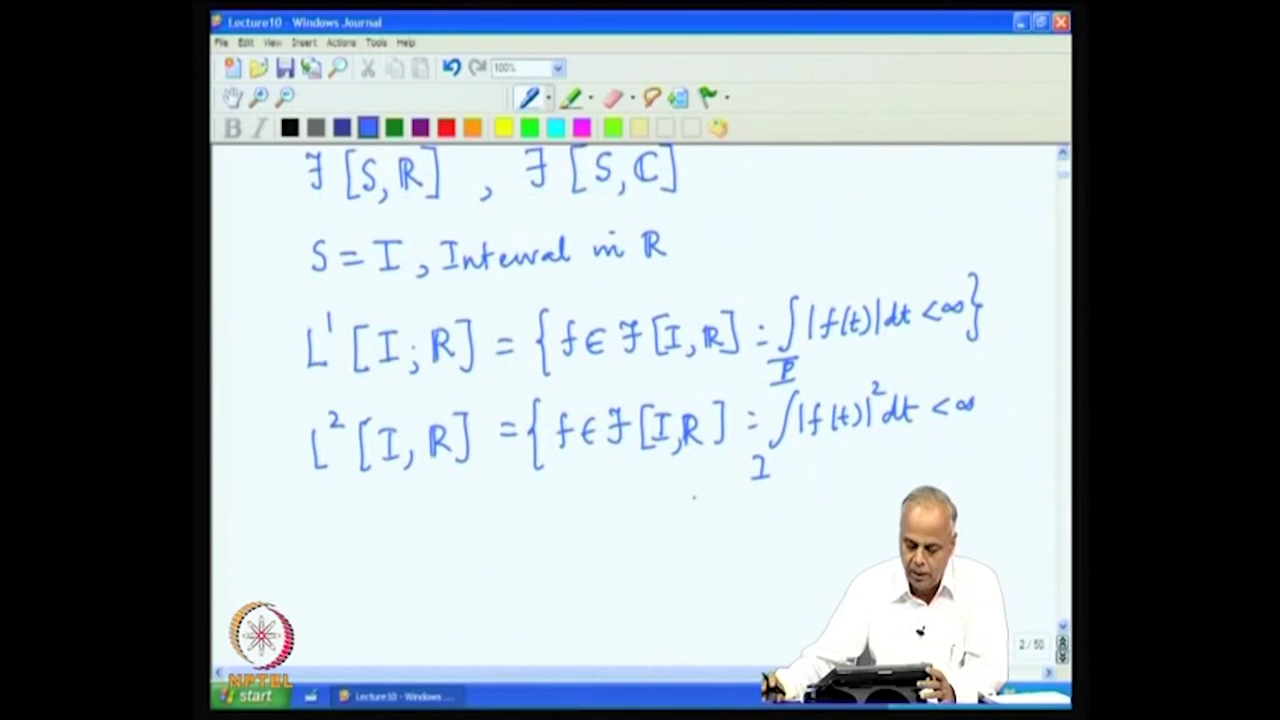 Lecture10 - Windows Journal
File Edit View Insert Actions Tools Help
100%
B I
ℱ [S, ℝ] , ℱ [S, ℂ]
S = I , Interval in ℝ
L¹ [I; ℝ] = { f ∈ ℱ [I, ℝ] : ∫_I |f(t)| dt < ∞ }
L² [I, ℝ] = { f ∈ ℱ [I, ℝ] : ∫_I |f(t)|² dt < ∞
2 / 50
NPTEL
start Lecture10 - Windows ...